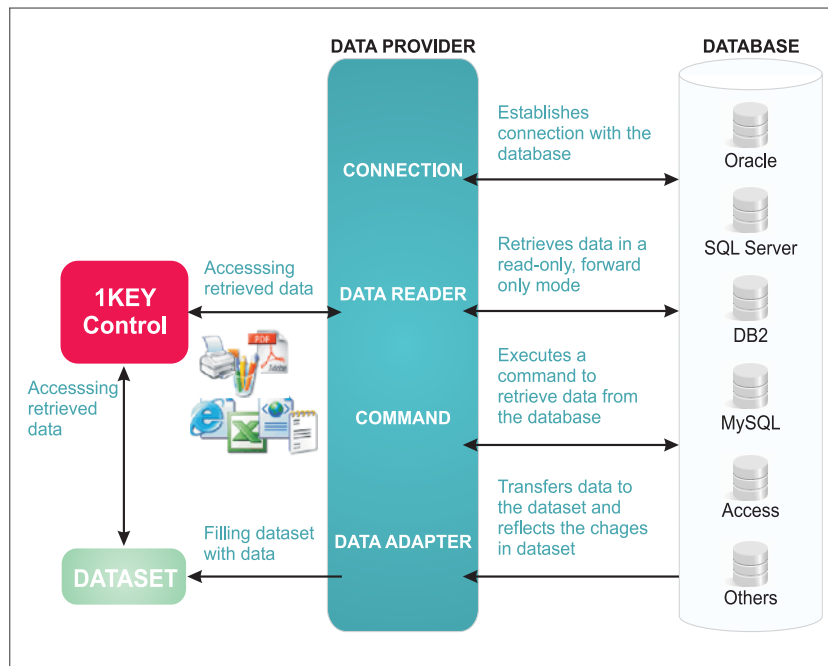 DATA PROVIDER
DATABASE
Establishes
connection with the
database
CONNECTION
Oracle
SQL Server
Retrieves data in a
read-only, forward
only mode
Accesssing
retrieved data
DATA READER
1KEY
Control
DB2
PDF
Adobe
Executes a
command to
retrieve data from
the database
Accesssing
retrieved
data
COMMAND
MySQL
Transfers data to
the dataset and
reflects the chages
in dataset
Access
Filling dataset
with data
DATA ADAPTER
DATASET
Others